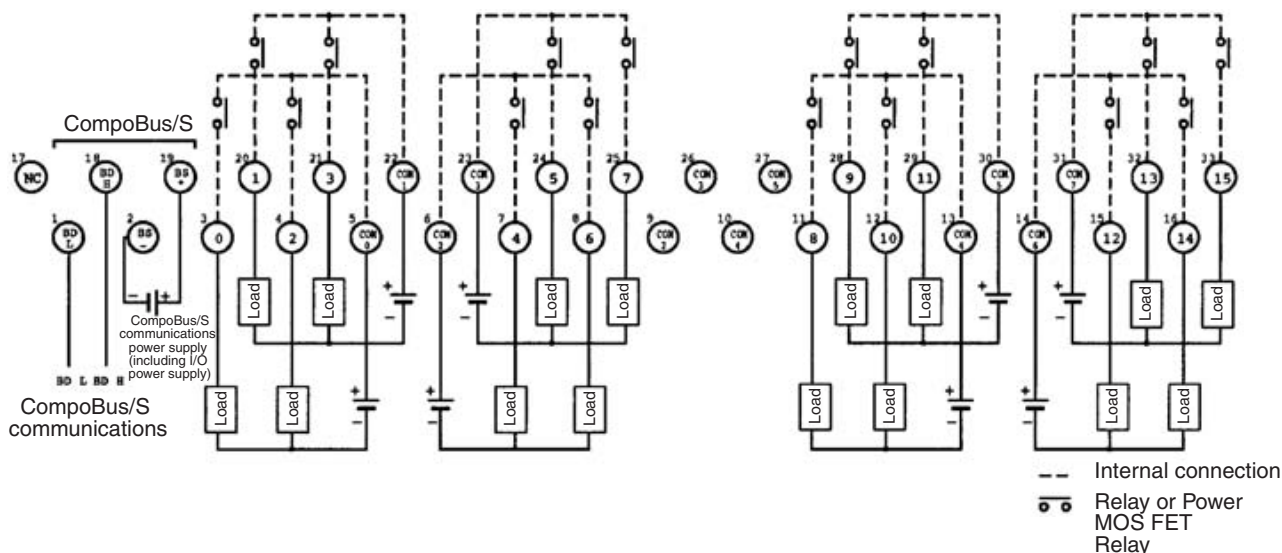 CompoBus/S
17 NC
18 BD H
19 BS +
20 1
21 3
22 COM 1
23 COM 3
24 5
25 7
26 COM 3
27 COM 5
28 9
29 11
30 COM 5
31 COM 7
32 13
33 15
1 BD L
2 BS –
3 0
4 2
5 COM 0
6 COM 2
7 4
8 6
9 COM 2
10 COM 4
11 8
12 10
13 COM 4
14 COM 6
15 12
16 14
Load
Load
+
–
+
–
Load
Load
Load
Load
+
–
+
–
Load
Load
– +
CompoBus/S
communications
power supply
(including I/O
power supply)
BD L BD H
CompoBus/S
communications
Load
Load
+
–
+
–
Load
Load
Load
Load
+
–
+
–
Load
Load
Internal connection
Relay or Power
MOS FET
Relay